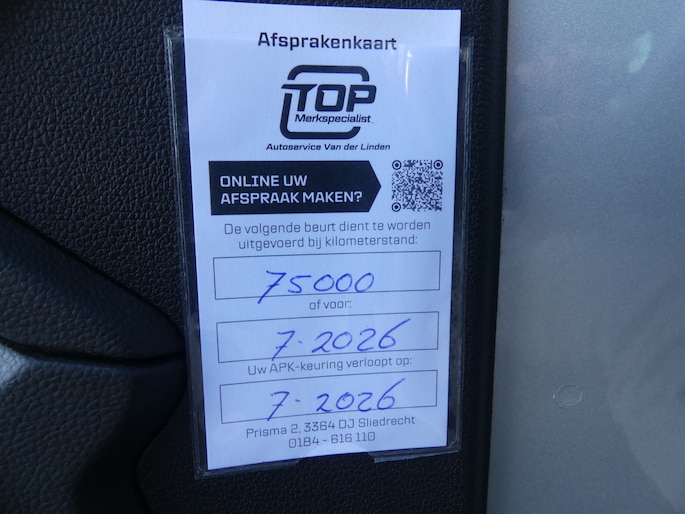 Afsprakenkaart
TOP
Merkspecialist
Autoservice Van der Linden
ONLINE UW
AFSPRAAK MAKEN?
De volgende beurt dient te worden
uitgevoerd bij kilometerstand:
75000
of voor:
7-2026
Uw APK-keuring verloopt op:
7-2026
Prisma 2, 3364 DJ Sliedrecht
0184 - 616 110